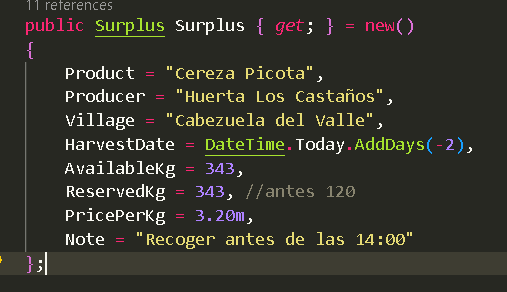 11 references
public Surplus Surplus { get; } = new()
{
Product = "Cereza Picota",
Producer = "Huerta Los Castaños",
Village = "Cabezuela del Valle",
HarvestDate = DateTime.Today.AddDays(-2),
AvailableKg = 343,
ReservedKg = 343, //antes 120
PricePerKg = 3.20m,
Note = "Recoger antes de las 14:00"
};